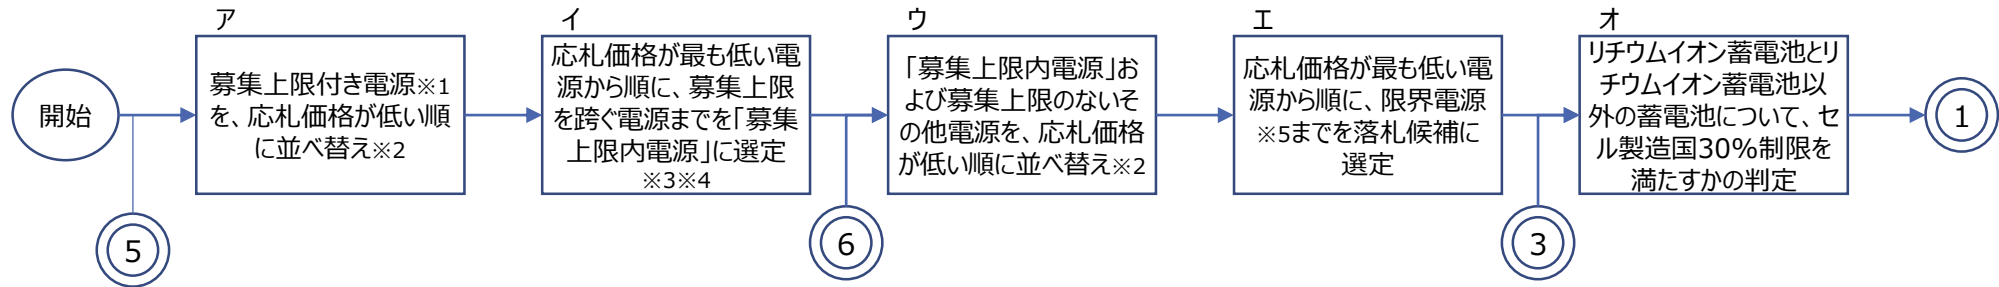 開始
ア
募集上限付き電源※1
を、応札価格が低い順
に並べ替え※2
イ
応札価格が最も低い電
源から順に、募集上限
を跨ぐ電源までを「募集
上限内電源」に選定
※3※4
ウ
「募集上限内電源」お
よび募集上限のないそ
の他電源を、応札価格
が低い順に並べ替え※2
エ
応札価格が最も低い電
源から順に、限界電源
※5までを落札候補に
選定
オ
リチウムイオン蓄電池とリ
チウムイオン蓄電池以
外の蓄電池について、セ
ル製造国30%制限を
満たすかの判定
1
5
6
3